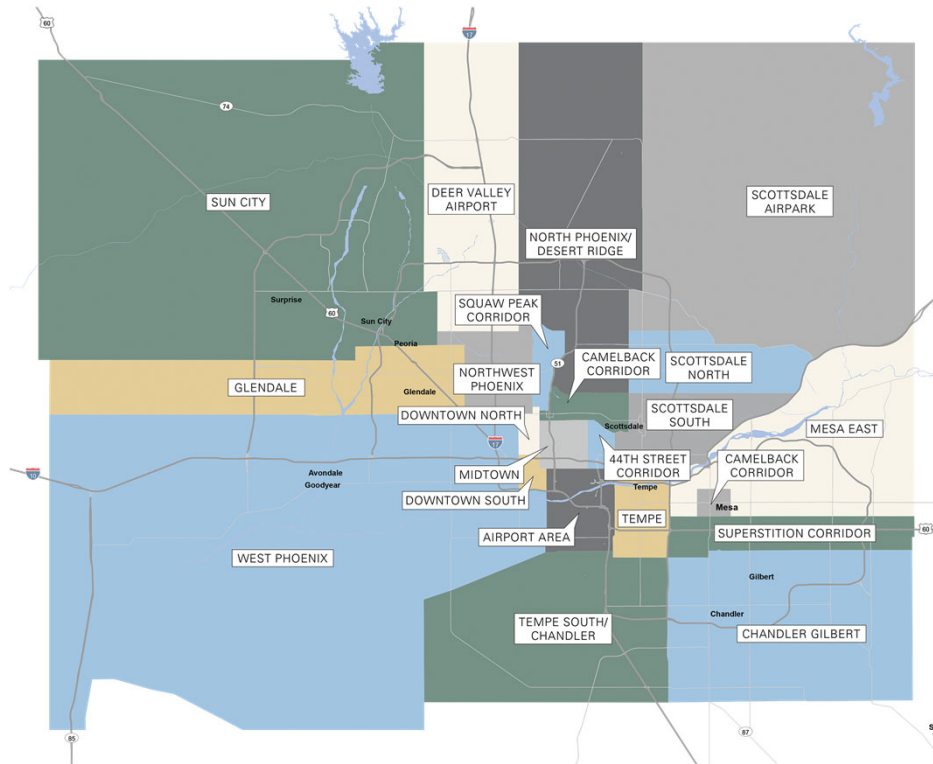 60
17
74
SUN CITY
DEER VALLEY
AIRPORT
SCOTTSDALE
AIRPARK
NORTH PHOENIX/
DESERT RIDGE
Surprise
60
SQUAW PEAK
CORRIDOR
Sun City
Peoria
51
CAMELBACK
CORRIDOR
SCOTTSDALE
NORTH
NORTHWEST
PHOENIX
GLENDALE
Glendale
DOWNTOWN NORTH
SCOTTSDALE
SOUTH
Scottsdale
MESA EAST
17
10
Avondale
Goodyear
MIDTOWN
44TH STREET
CORRIDOR
CAMELBACK
CORRIDOR
DOWNTOWN SOUTH
Tempe
Mesa
TEMPE
AIRPORT AREA
SUPERSTITION CORRIDOR
60
WEST PHOENIX
Gilbert
Chandler
TEMPE SOUTH/
CHANDLER
CHANDLER GILBERT
85
87